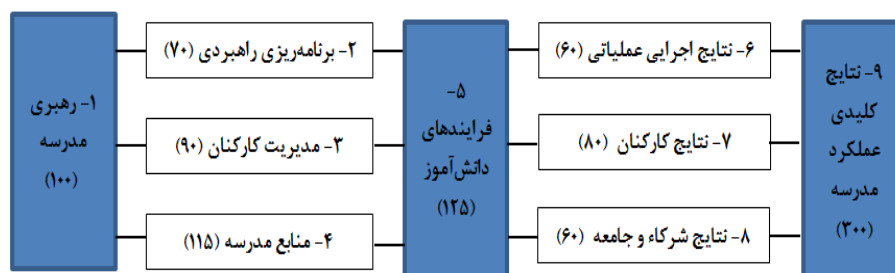 ۱- رهبری
مدرسه
(۱۰۰)
۲- برنامه‌ریزی راهبردی (۷۰)
۳- مدیریت کارکنان (۹۰)
۴- منابع مدرسه (۱۱۵)
۵-
فرایندهای
دانش‌آموز
(۱۲۵)
۶- نتایج اجرایی عملیاتی (۶۰)
۷- نتایج کارکنان (۸۰)
۸- نتایج شرکاء و جامعه (۶۰)
۹- نتایج
کلیدی
عملکرد
مدرسه
(۳۰۰)